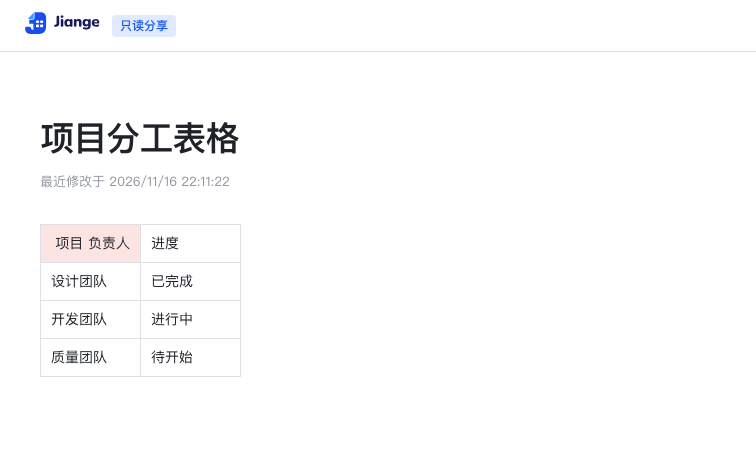 Jiange 只读分享
项目分工表格
最近修改于 2026/11/16 22:11:22
项目 负责人 进度
设计团队 已完成
开发团队 进行中
质量团队 待开始